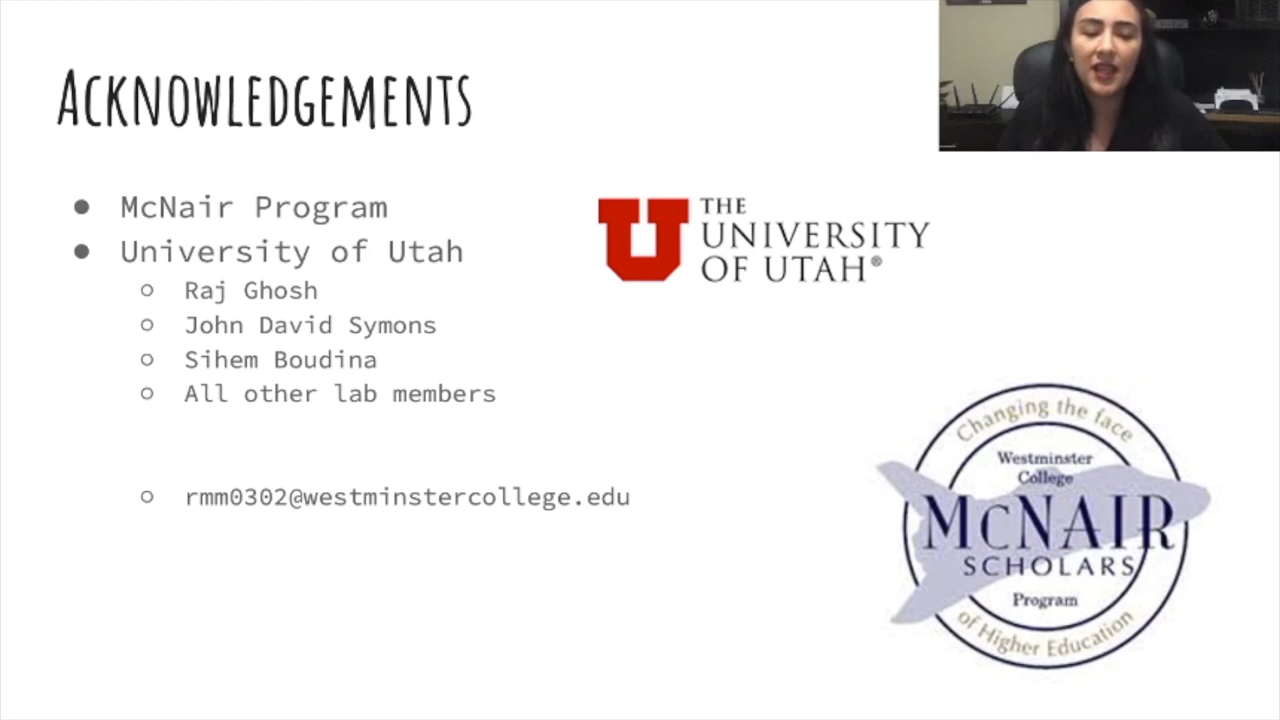 Acknowledgements
● McNair Program
● University of Utah
○ Raj Ghosh
○ John David Symons
○ Sihem Boudina
○ All other lab members
○ rmm0302@westminstercollege.edu
THE
UNIVERSITY
OF UTAH®
Changing the face
Westminster
College
McNAIR
SCHOLARS
Program
of Higher Education